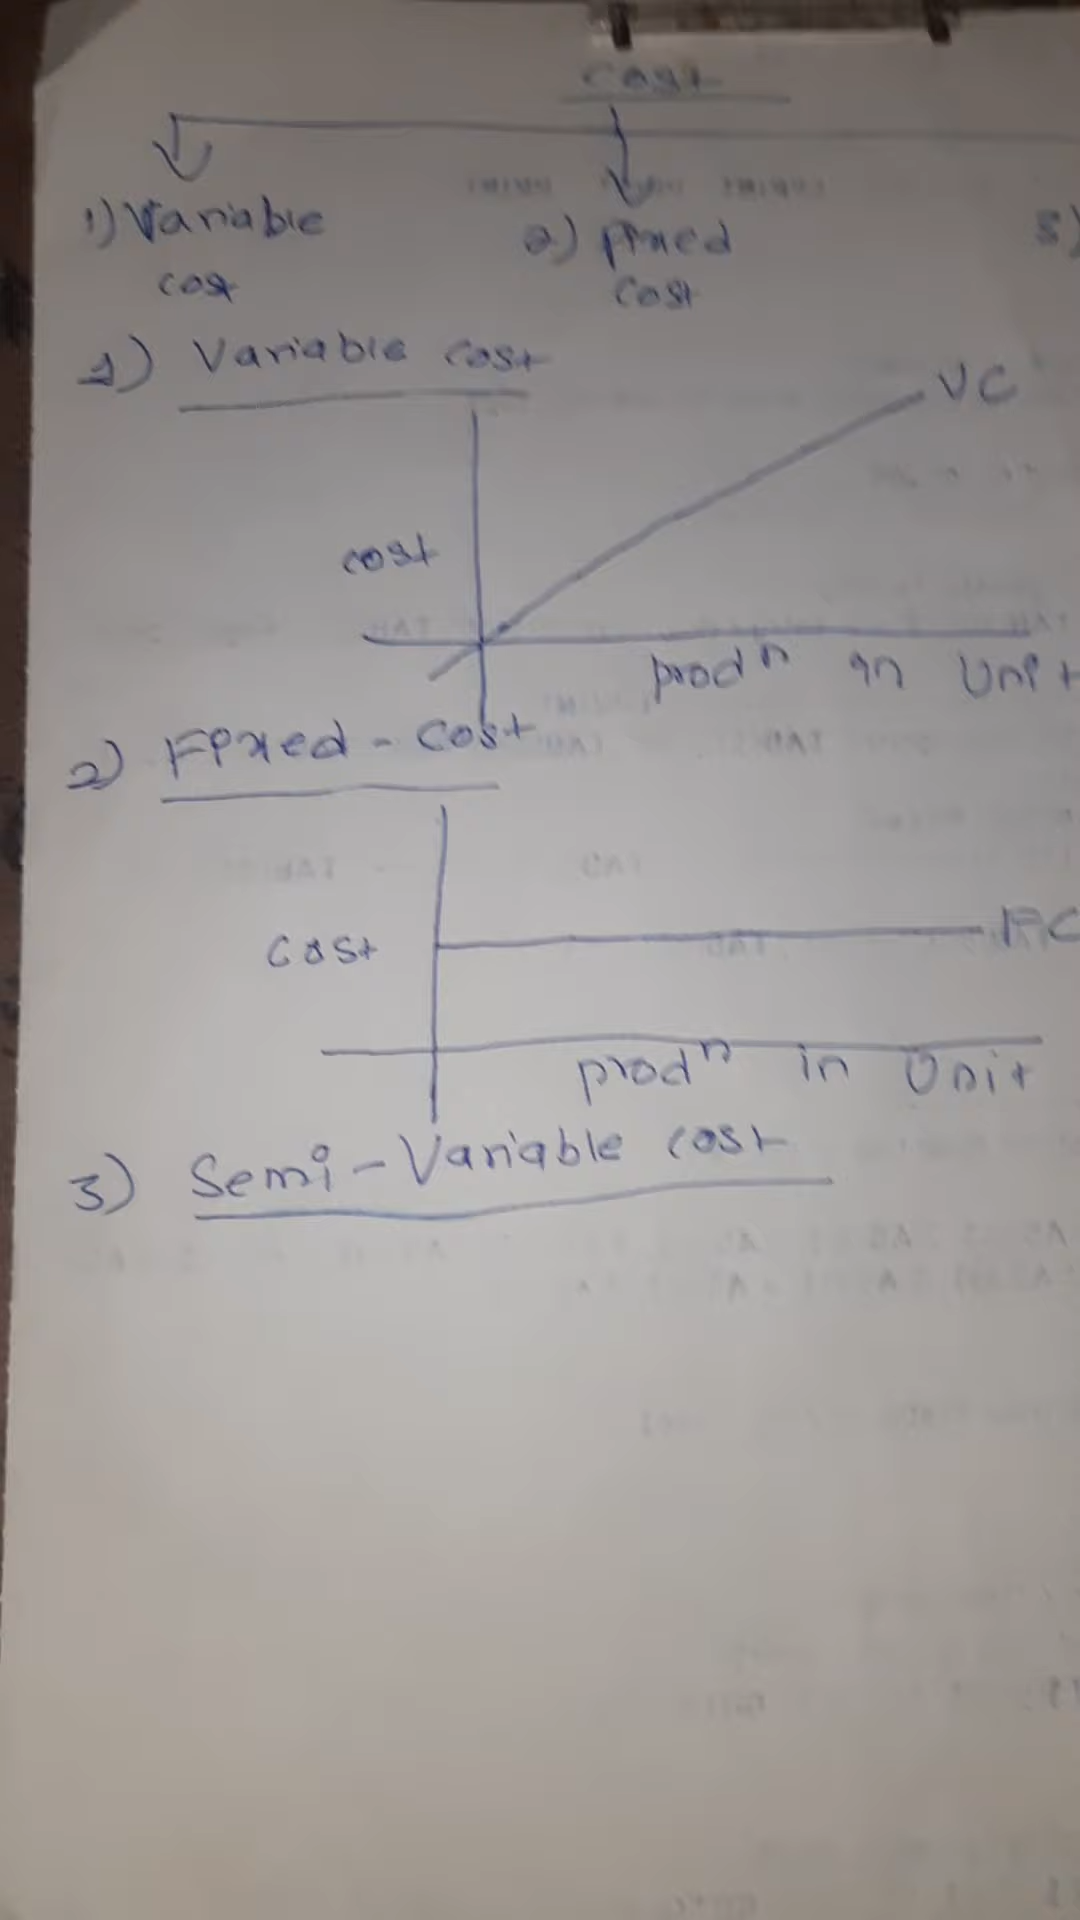 cost
1) Variable cost
2) Fixed cost
3)
1) Variable cost
VC
cost
prodⁿ in Unit
2) Fixed - cost
cost
FC
prodⁿ in Unit
3) Semi-Variable cost